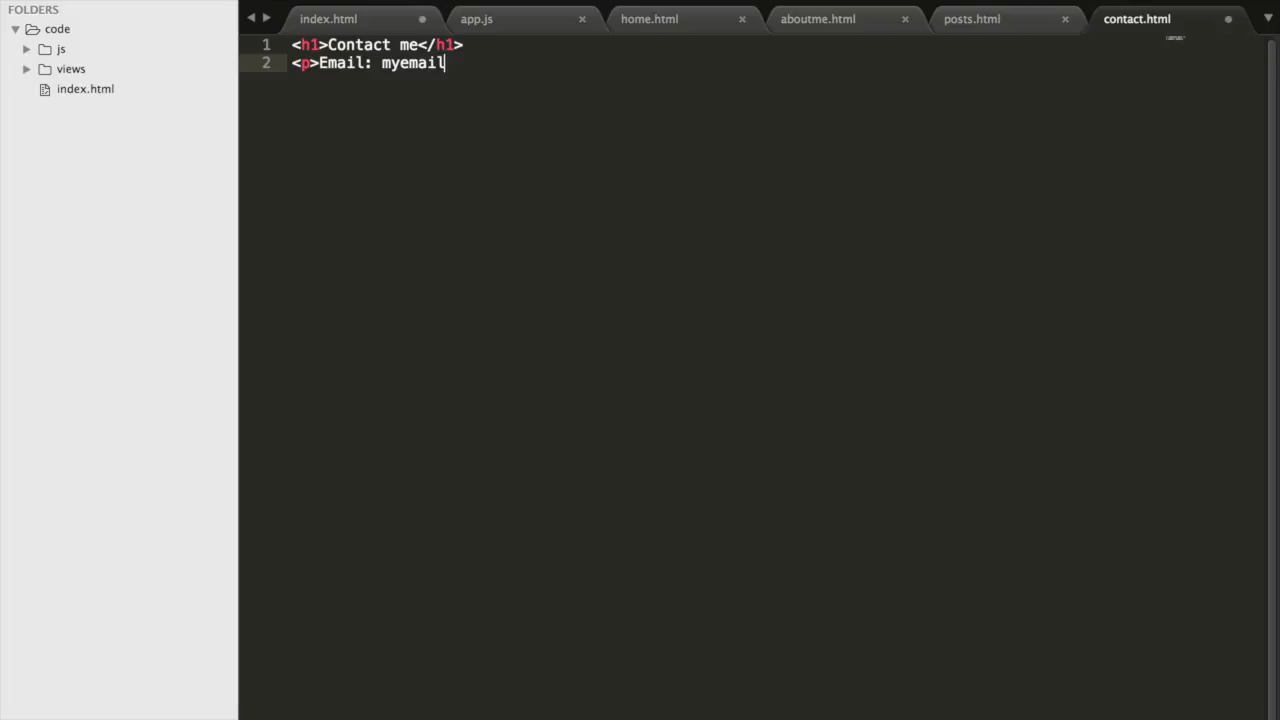 FOLDERS
code
js
views
index.html
index.html
app.js
home.html
aboutme.html
posts.html
contact.html
1 <h1>Contact me</h1>
2 <p>Email: myemail